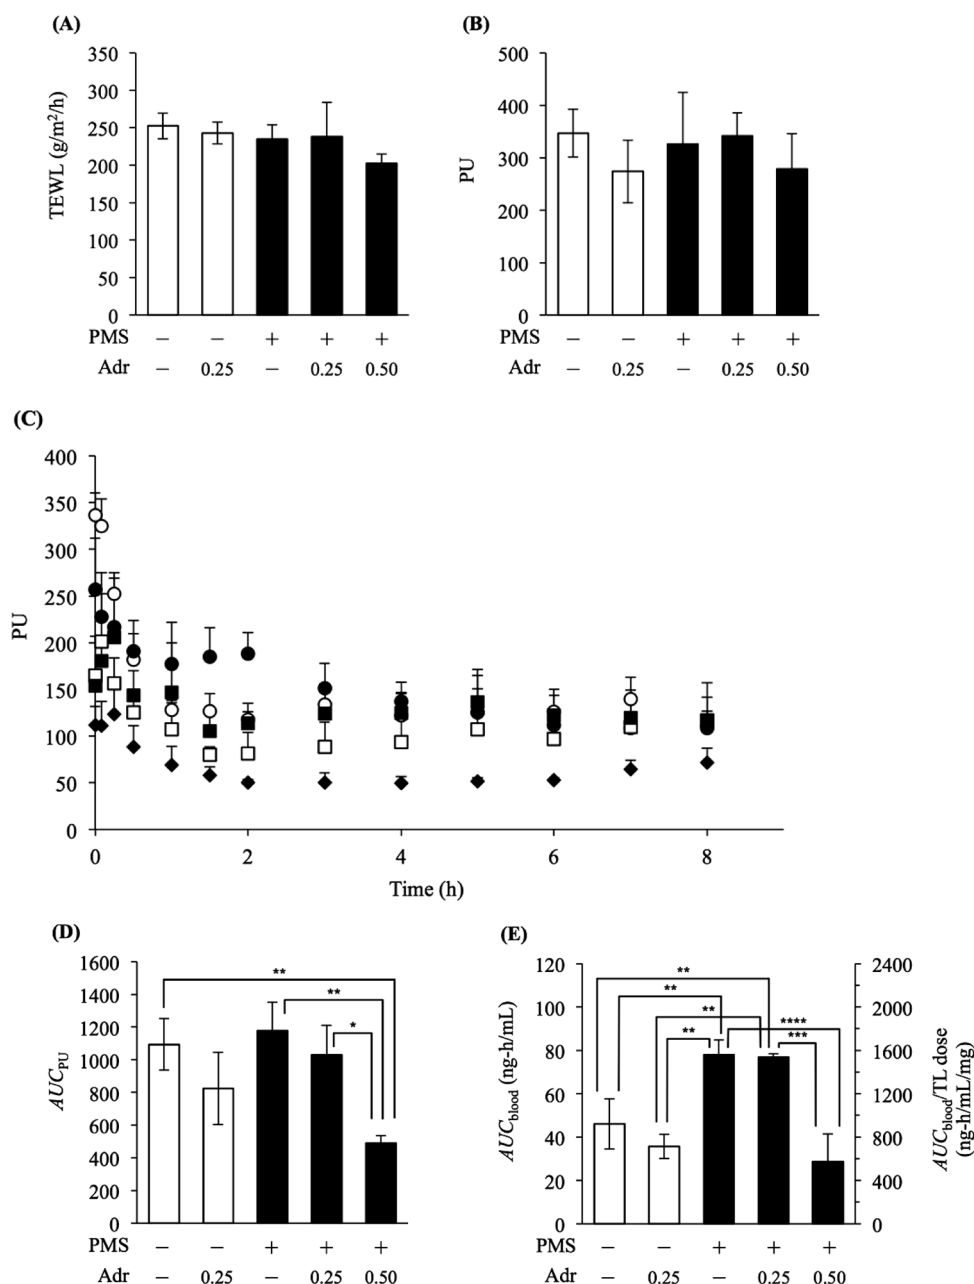 (A)
350
300
250
200
150
100
50
0
TEWL (g/m²/h)
PMS − − + + +
Adr − 0.25 − 0.25 0.50
(B)
500
400
300
200
100
0
PU
PMS − − + + +
Adr − 0.25 − 0.25 0.50
(C)
400
350
300
250
200
150
100
50
0
PU
0 2 4 6 8
Time (h)
(D)
1600
1400
1200
1000
800
600
400
200
0
AUC_PU
**
**
*
PMS − − + + +
Adr − 0.25 − 0.25 0.50
(E)
120
100
80
60
40
20
0
AUC_blood (ng-h/mL)
**
**
**
**
****
***
2400
2000
1600
1200
800
400
0
AUC_blood/TL dose
(ng-h/mL/mg)
PMS − − + + +
Adr − 0.25 − 0.25 0.50